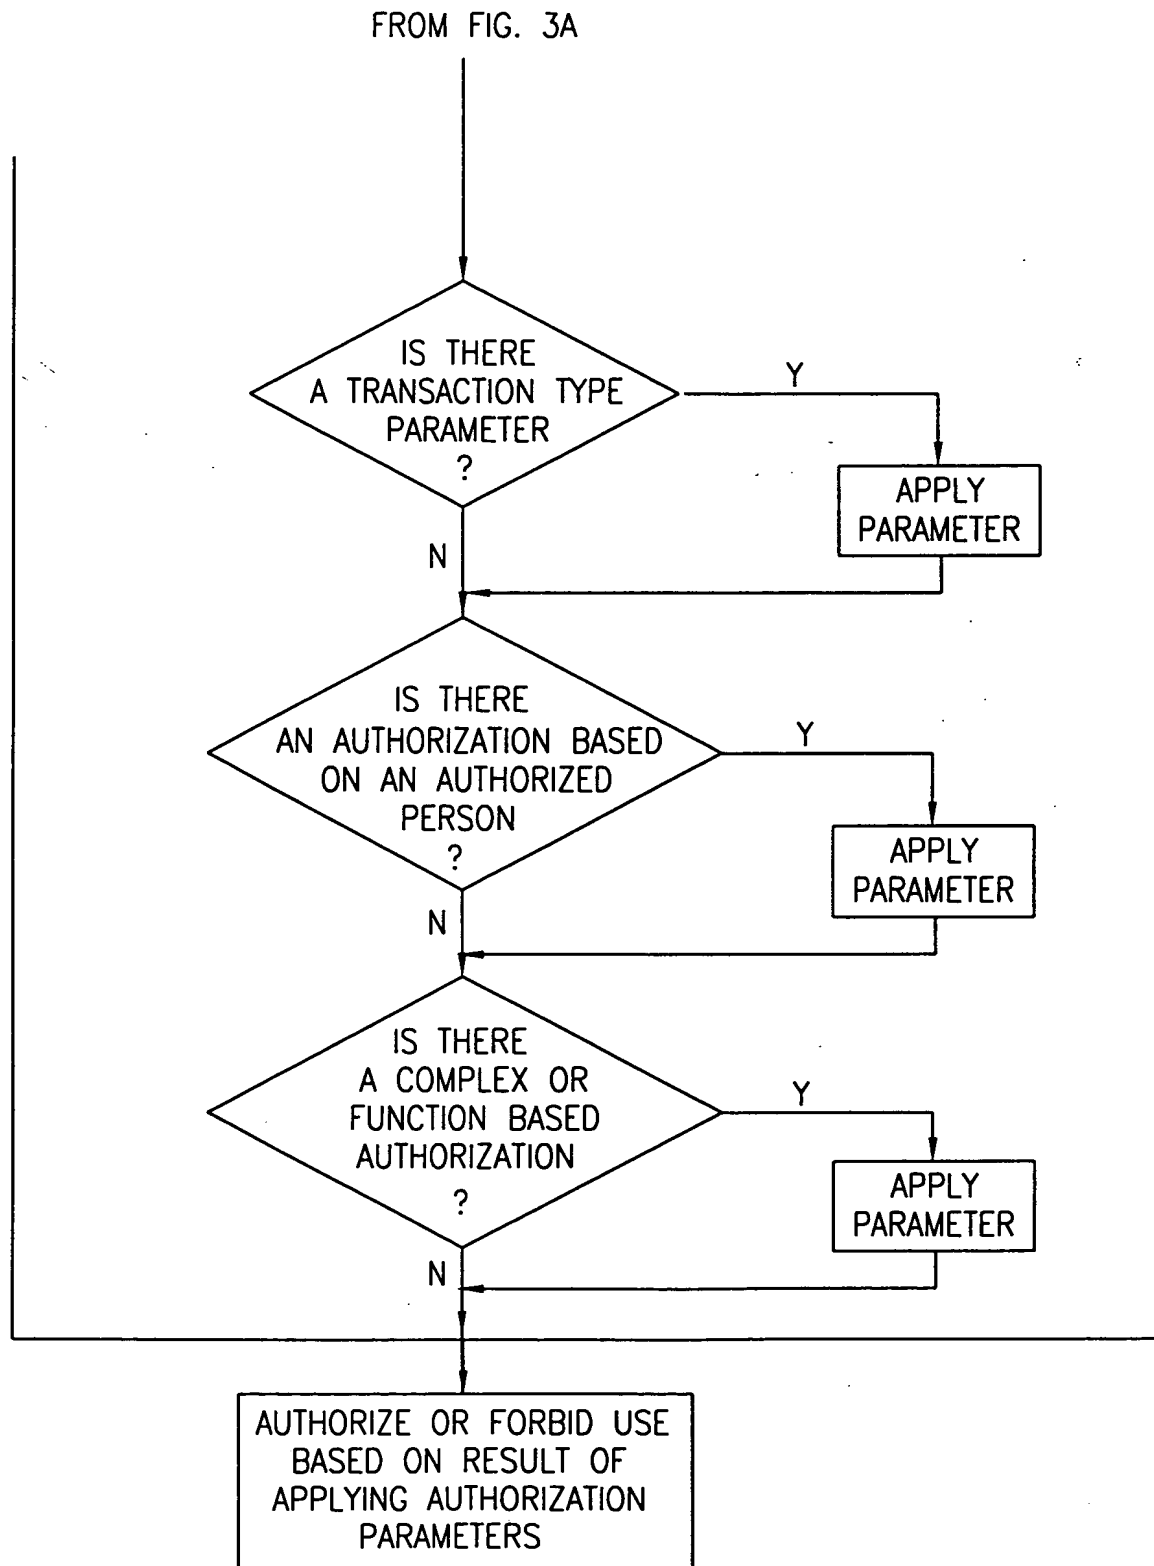 FROM FIG. 3A
IS THERE
A TRANSACTION TYPE
PARAMETER
?
Y
APPLY
PARAMETER
N
IS THERE
AN AUTHORIZATION BASED
ON AN AUTHORIZED
PERSON
?
Y
APPLY
PARAMETER
N
IS THERE
A COMPLEX OR
FUNCTION BASED
AUTHORIZATION
?
Y
APPLY
PARAMETER
N
AUTHORIZE OR FORBID USE
BASED ON RESULT OF
APPLYING AUTHORIZATION
PARAMETERS